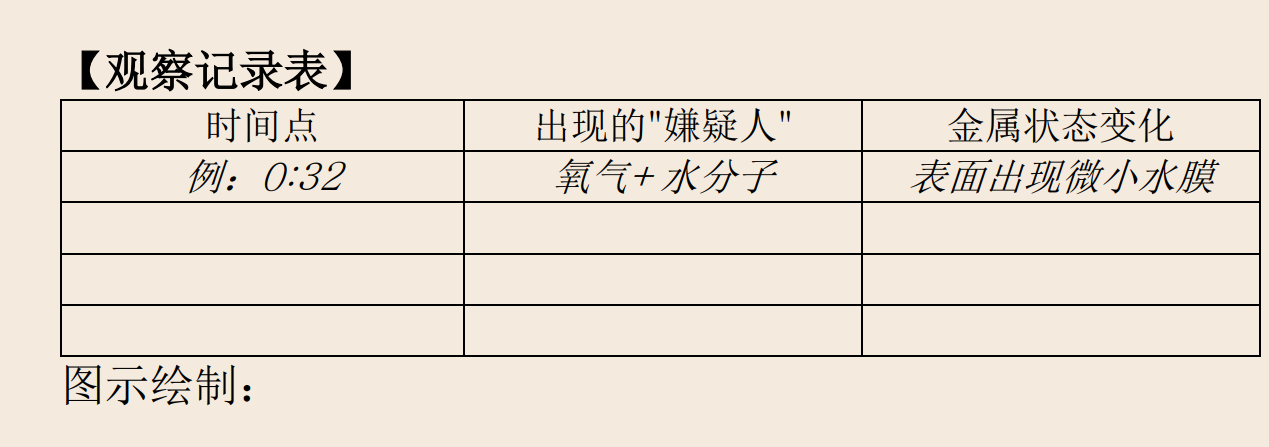 【观察记录表】
时间点 出现的"嫌疑人" 金属状态变化
例：0:32 氧气+水分子 表面出现微小水膜
图示绘制：